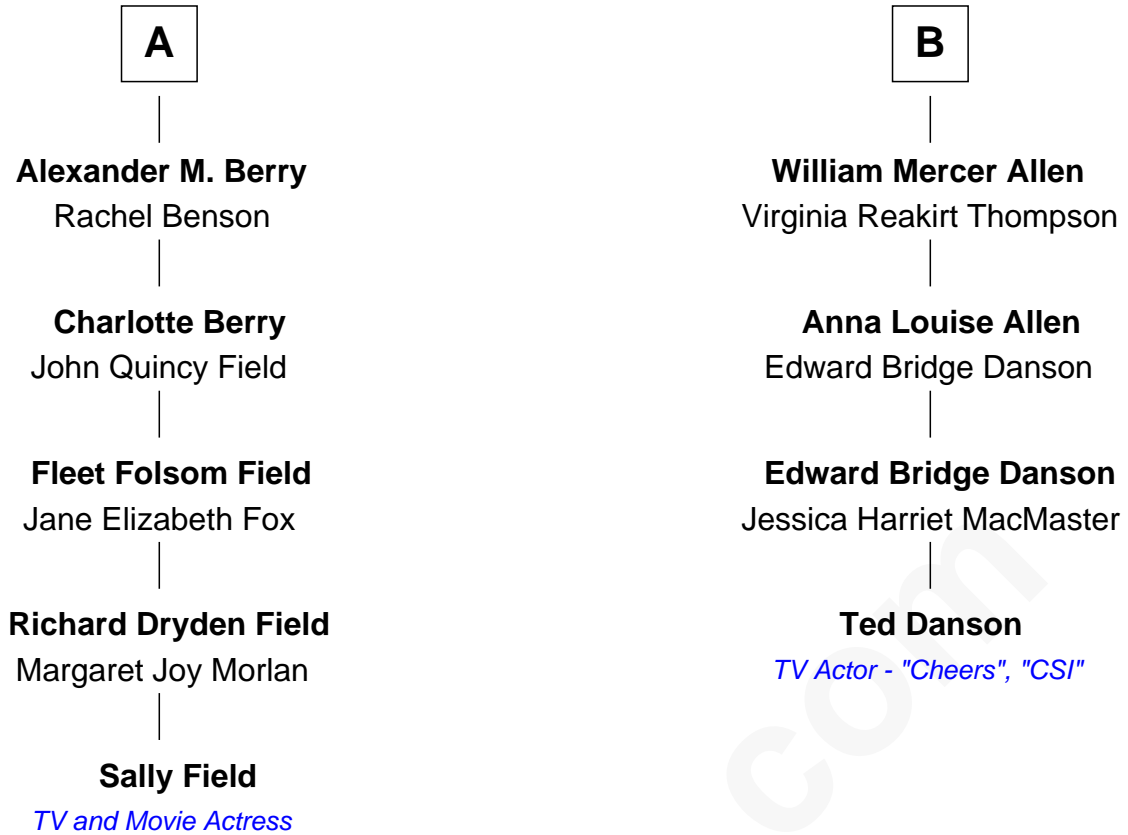 A
Alexander M. Berry
Rachel Benson
Charlotte Berry
John Quincy Field
Fleet Folsom Field
Jane Elizabeth Fox
Richard Dryden Field
Margaret Joy Morlan
Sally Field
TV and Movie Actress
B
William Mercer Allen
Virginia Reakirt Thompson
Anna Louise Allen
Edward Bridge Danson
Edward Bridge Danson
Jessica Harriet MacMaster
Ted Danson
TV Actor - "Cheers", "CSI"
com